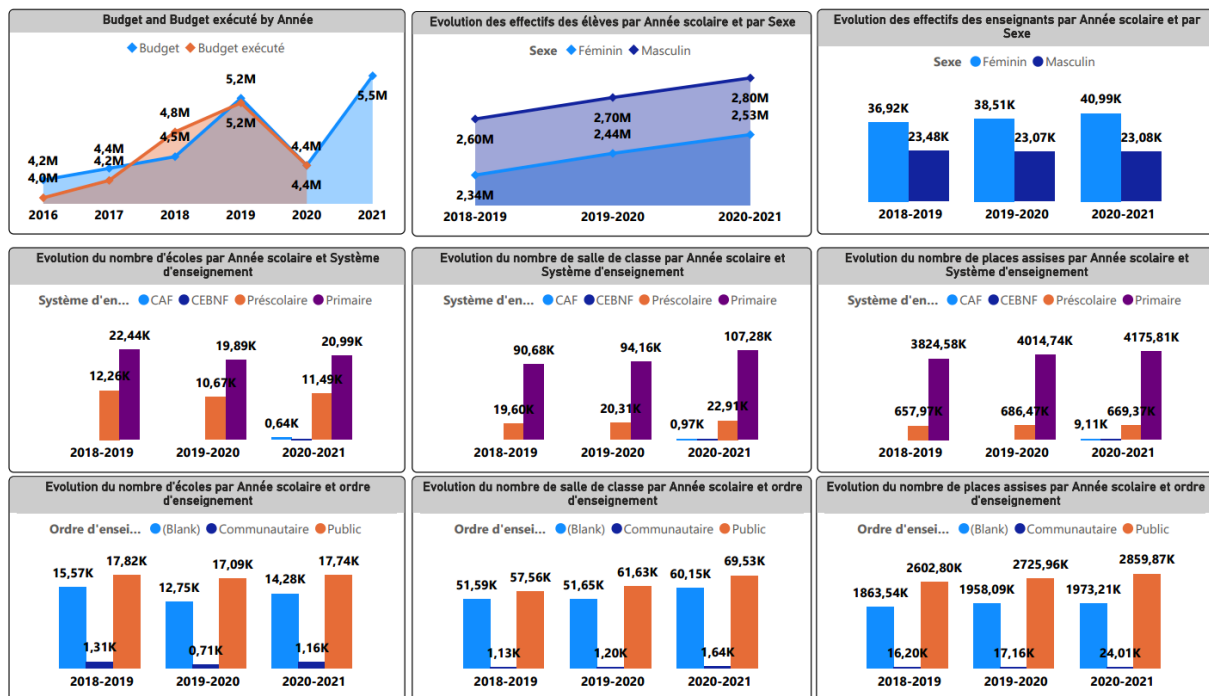 Budget and Budget exécuté by Année
Budget Budget exécuté
4,2M
4,0M
4,4M
4,2M
4,8M
4,5M
5,2M
5,2M
4,4M
4,4M
5,5M
2016 2017 2018 2019 2020 2021
Evolution des effectifs des élèves par Année scolaire et par Sexe
Sexe Féminin Masculin
2,60M
2,34M
2,70M
2,44M
2,80M
2,53M
2018-2019 2019-2020 2020-2021
Evolution des effectifs des enseignants par Année scolaire et par
Sexe
Sexe Féminin Masculin
36,92K 23,48K 38,51K 23,07K 40,99K 23,08K
2018-2019 2019-2020 2020-2021
Evolution du nombre d'écoles par Année scolaire et Système
d'enseignement
Système d'en... CAF CEBNF Préscolaire Primaire
12,26K 22,44K 10,67K 19,89K 0,64K 11,49K 20,99K
2018-2019 2019-2020 2020-2021
Evolution du nombre de salle de classe par Année scolaire et
Système d'enseignement
Système d'en... CAF CEBNF Préscolaire Primaire
19,60K 90,68K 20,31K 94,16K 0,97K 22,91K 107,28K
2018-2019 2019-2020 2020-2021
Evolution du nombre de places assises par Année scolaire et
Système d'enseignement
Système d'en... CAF CEBNF Préscolaire Primaire
657,97K 3824,58K 686,47K 4014,74K 9,11K 669,37K 4175,81K
2018-2019 2019-2020 2020-2021
Evolution du nombre d'écoles par Année scolaire et ordre
d'enseignement
Ordre d'ensei... (Blank) Communautaire Public
15,57K 1,31K 17,82K 12,75K 0,71K 17,09K 14,28K 1,16K 17,74K
2018-2019 2019-2020 2020-2021
Evolution du nombre de salle de classe par Année scolaire et ordre
d'enseignement
Ordre d'ensei... (Blank) Communautaire Public
51,59K 1,13K 57,56K 51,65K 1,20K 61,63K 60,15K 1,64K 69,53K
2018-2019 2019-2020 2020-2021
Evolution du nombre de places assises par Année scolaire et ordre
d'enseignement
Ordre d'ensei... (Blank) Communautaire Public
1863,54K 16,20K 2602,80K 1958,09K 17,16K 2725,96K 1973,21K 24,01K 2859,87K
2018-2019 2019-2020 2020-2021